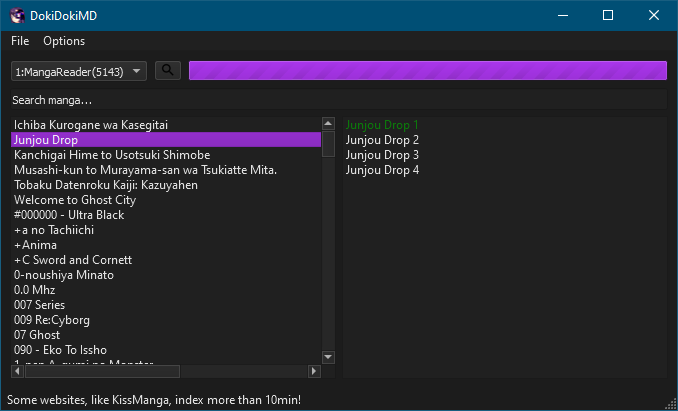 DokiDokiMD
File Options
1:MangaReader(5143)
Search manga...
Ichiba Kurogane wa Kasegitai
Junjou Drop
Kanchigai Hime to Usotsuki Shimobe
Musashi-kun to Murayama-san wa Tsukiatte Mita.
Tobaku Datenroku Kaiji: Kazuyahen
Welcome to Ghost City
#000000 - Ultra Black
+a no Tachiichi
+Anima
+C Sword and Cornett
0-noushiya Minato
0.0 Mhz
007 Series
009 Re:Cyborg
07 Ghost
090 - Eko To Issho
Junjou Drop 1
Junjou Drop 2
Junjou Drop 3
Junjou Drop 4
Some websites, like KissManga, index more than 10min!